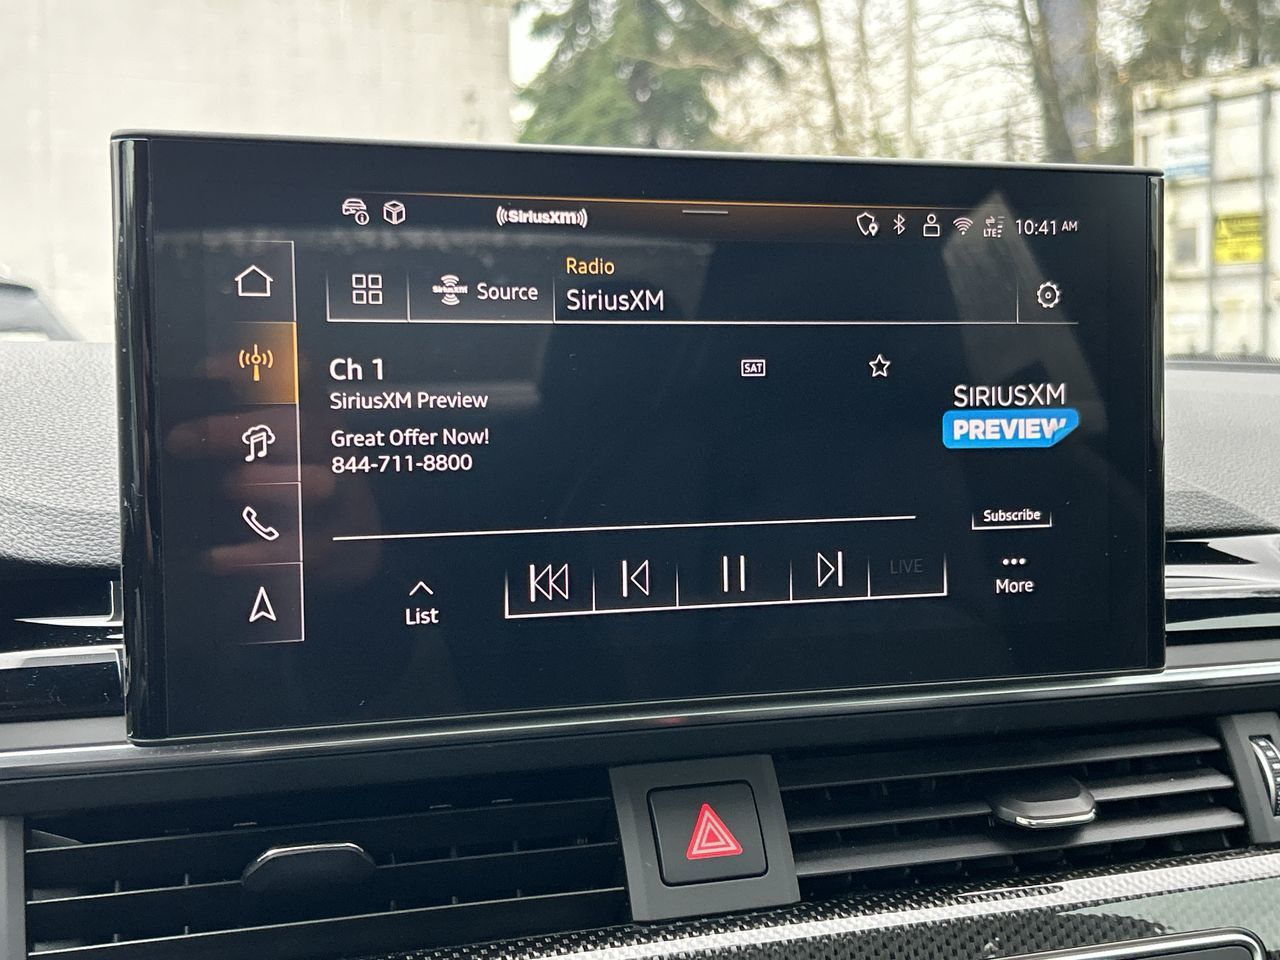 SiriusXM
LTE
10:41 AM
SiriusXM
Source
Radio
SiriusXM
Ch 1
SAT
SiriusXM Preview
Great Offer Now!
844-711-8800
SIRIUSXM
PREVIEW
Subscribe
LIVE
List
More